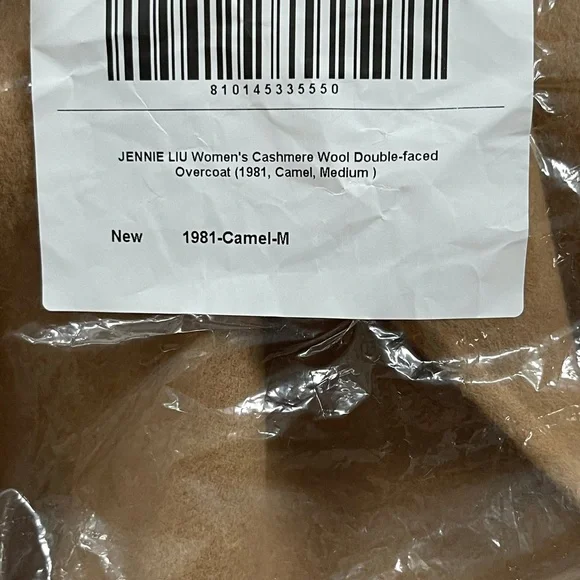 810145335550
JENNIE LIU Women's Cashmere Wool Double-faced
Overcoat (1981, Camel, Medium )
New 1981-Camel-M